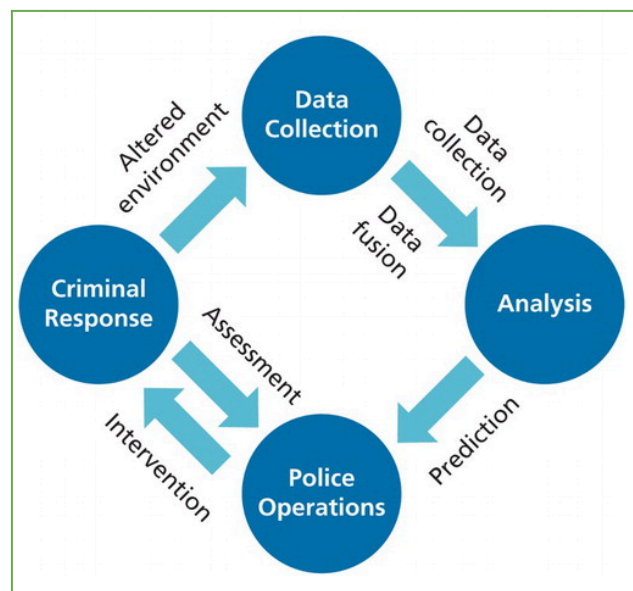 Data
Collection
Data
collection
Data
fusion
Analysis
Prediction
Police
Operations
Intervention
Assessment
Criminal
Response
Altered
environment